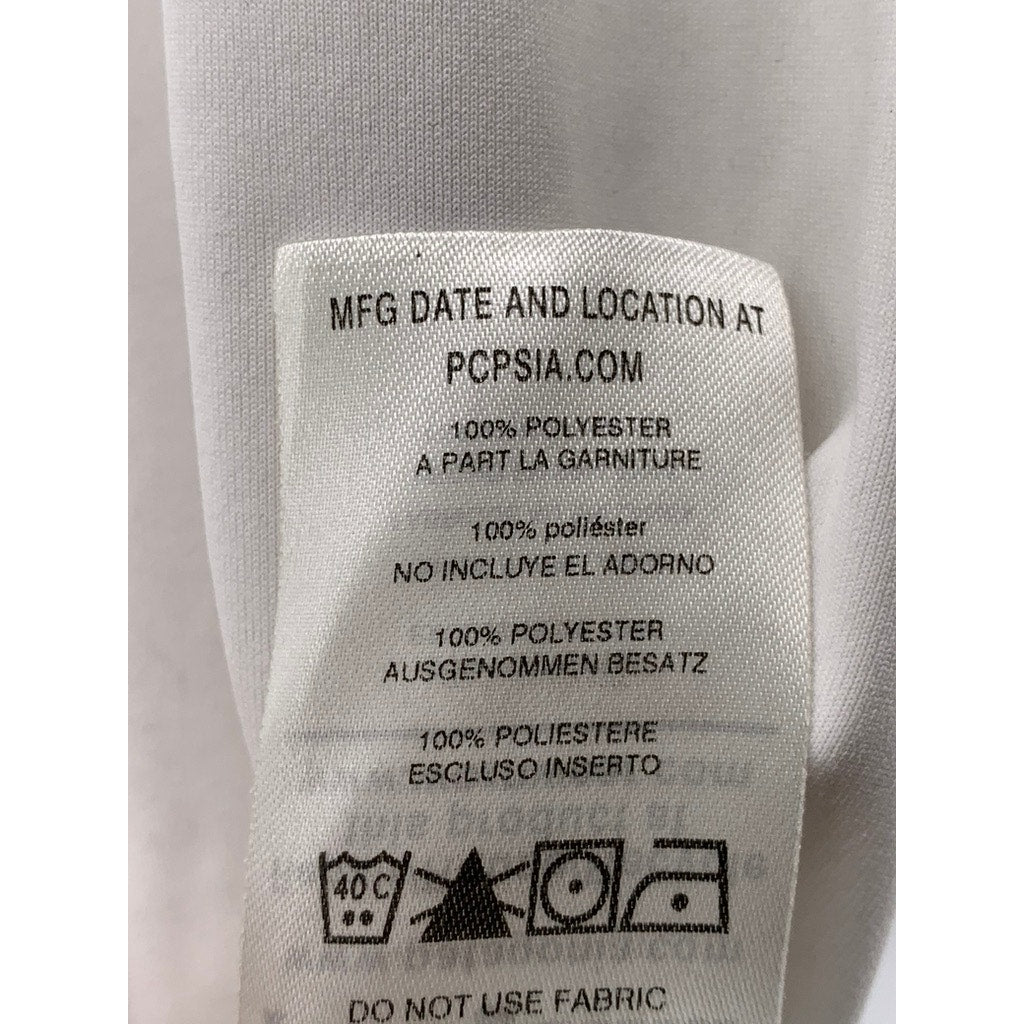 MFG DATE AND LOCATION AT
PCPSIA.COM
100% POLYESTER
A PART LA GARNITURE
100% poliéster
NO INCLUYE EL ADORNO
100% POLYESTER
AUSGENOMMEN BESATZ
100% POLIESTERE
ESCLUSO INSERTO
40 C
DO NOT USE FABRIC